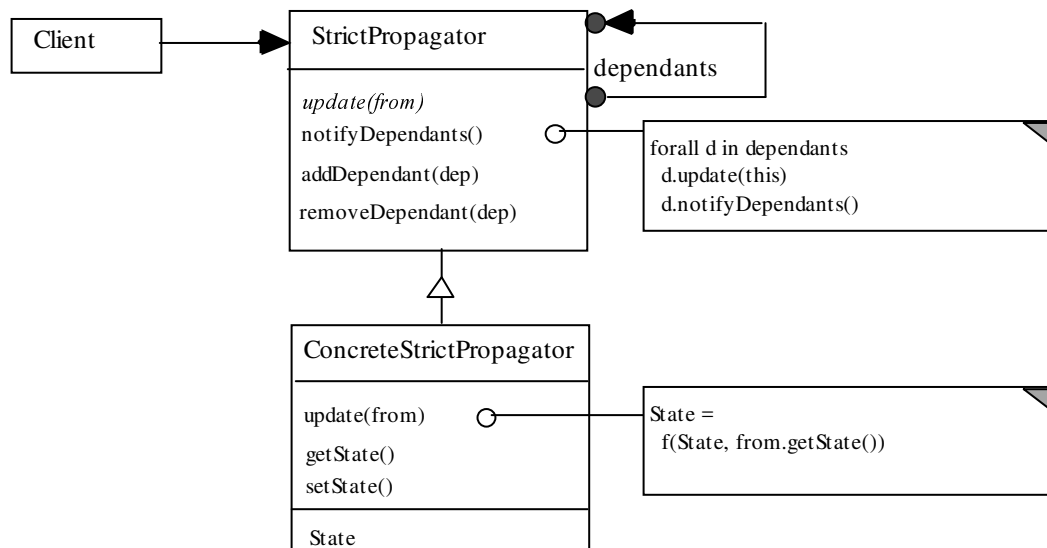 Client
StrictPropagator
dependants
update(from)
notifyDependants()
addDependant(dep)
removeDependant(dep)
forall d in dependants
d.update(this)
d.notifyDependants()
ConcreteStrictPropagator
update(from)
getState()
setState()
State
State =
f(State, from.getState())